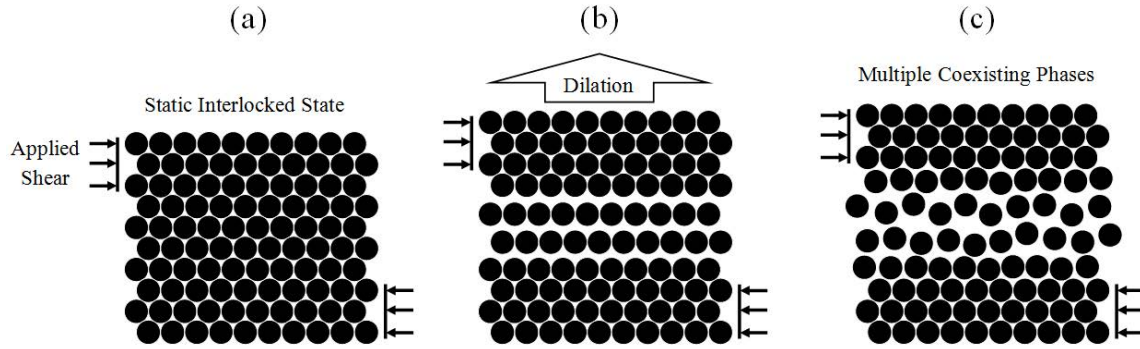 (a)
Static Interlocked State
Applied
Shear
(b)
Dilation
(c)
Multiple Coexisting Phases